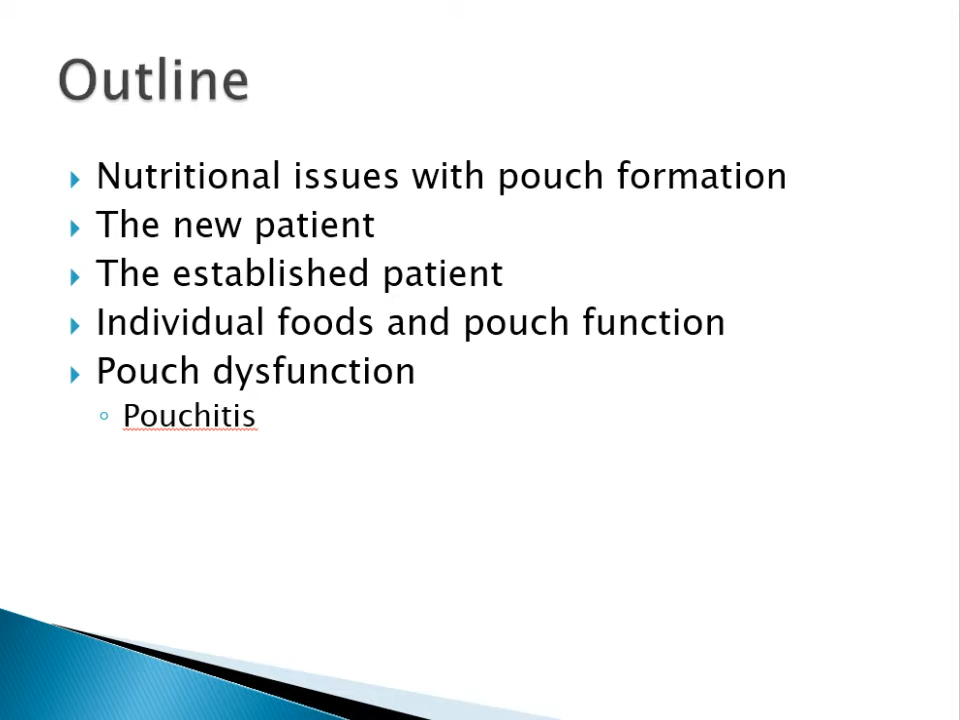 Outline
Nutritional issues with pouch formation
The new patient
The established patient
Individual foods and pouch function
Pouch dysfunction
Pouchitis